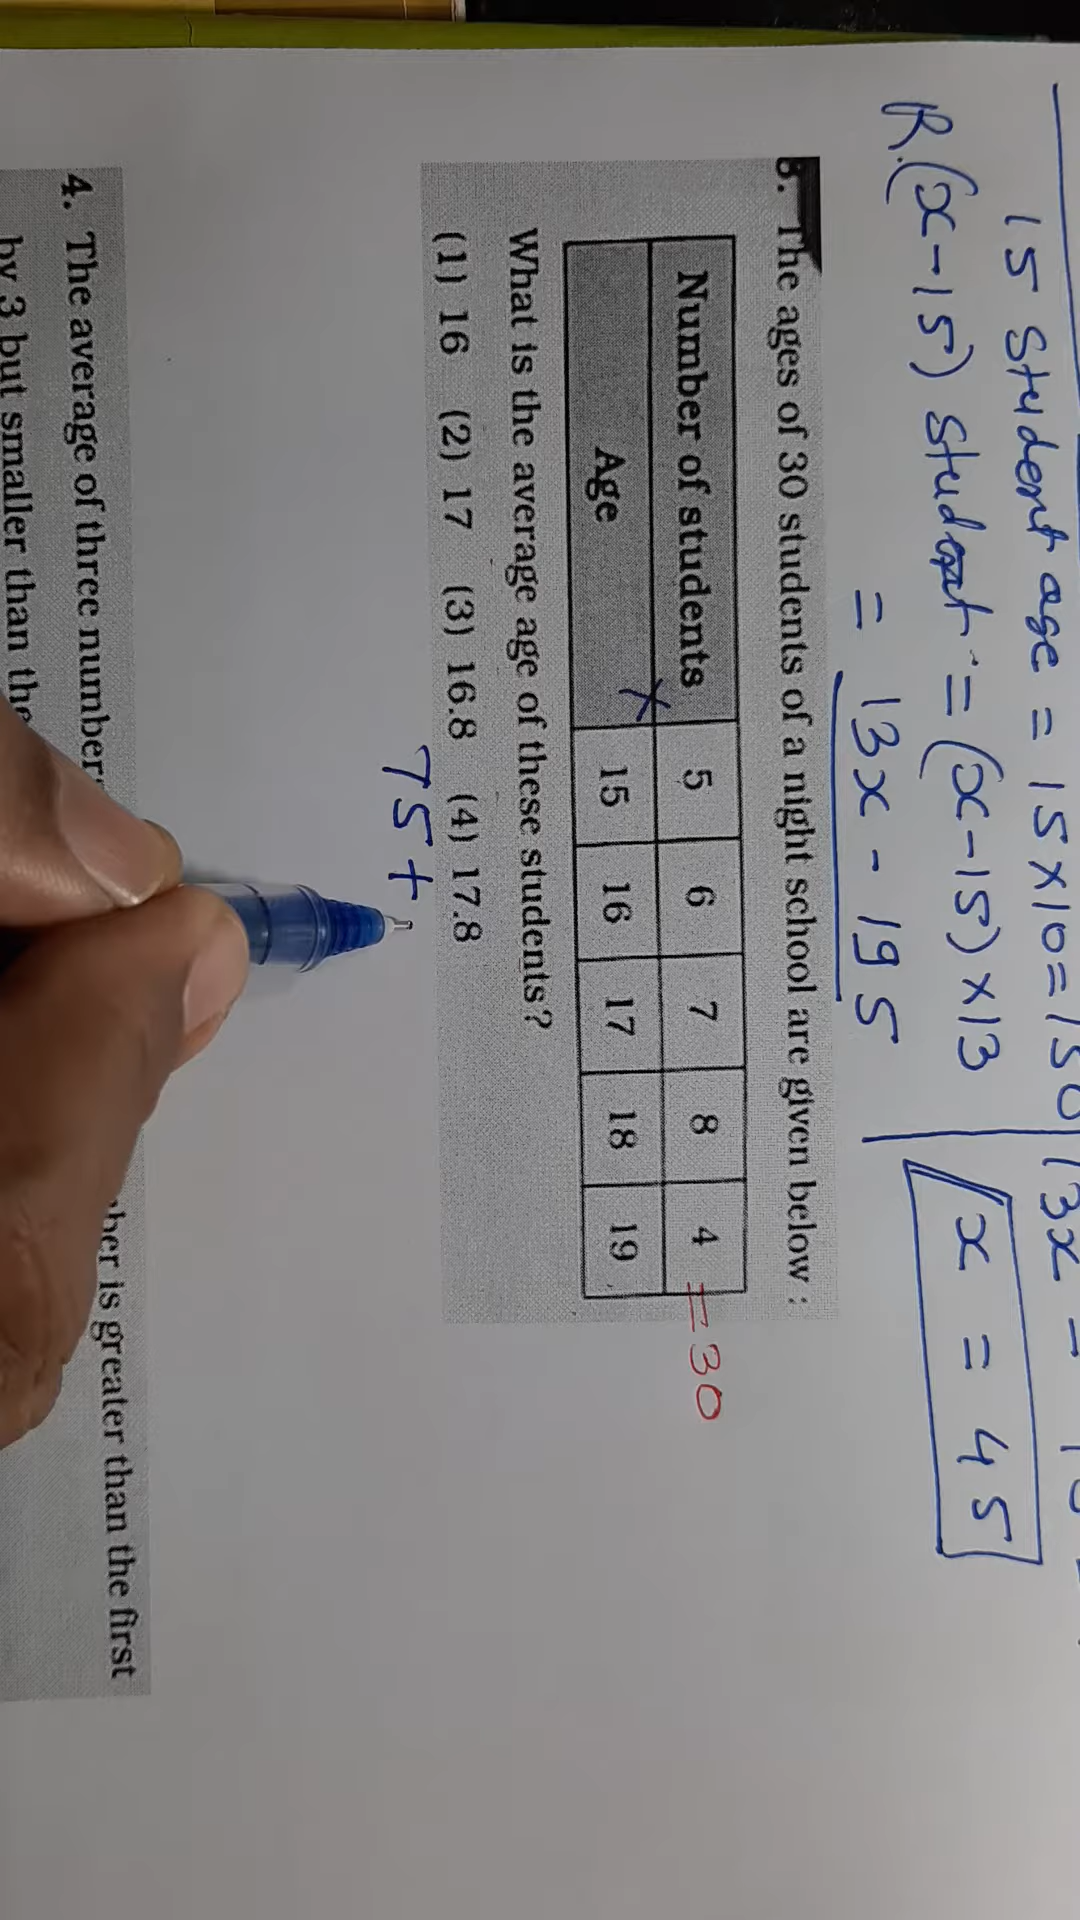 15 student age = 15 x 10 = 150
R.(x-15) student = (x-15) x 13
= 13x - 195
13x -
x = 45
3. The ages of 30 students of a night school are given below :
Number of students 5 6 7 8 4 = 30
Age 15 16 17 18 19
x
What is the average age of these students?
(1) 16 (2) 17 (3) 16.8 (4) 17.8
75+
4. The average of three numbers
ber is greater than the first
by 3 but smaller than the